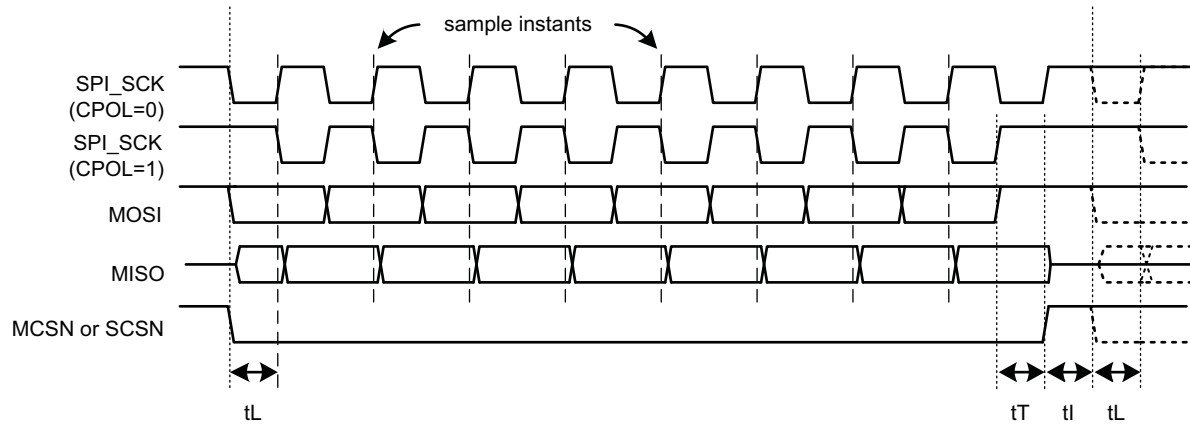 sample instants
SPI_SCK
(CPOL=0)
SPI_SCK
(CPOL=1)
MOSI
MISO
MCSN or SCSN
tL
tT
tI
tL